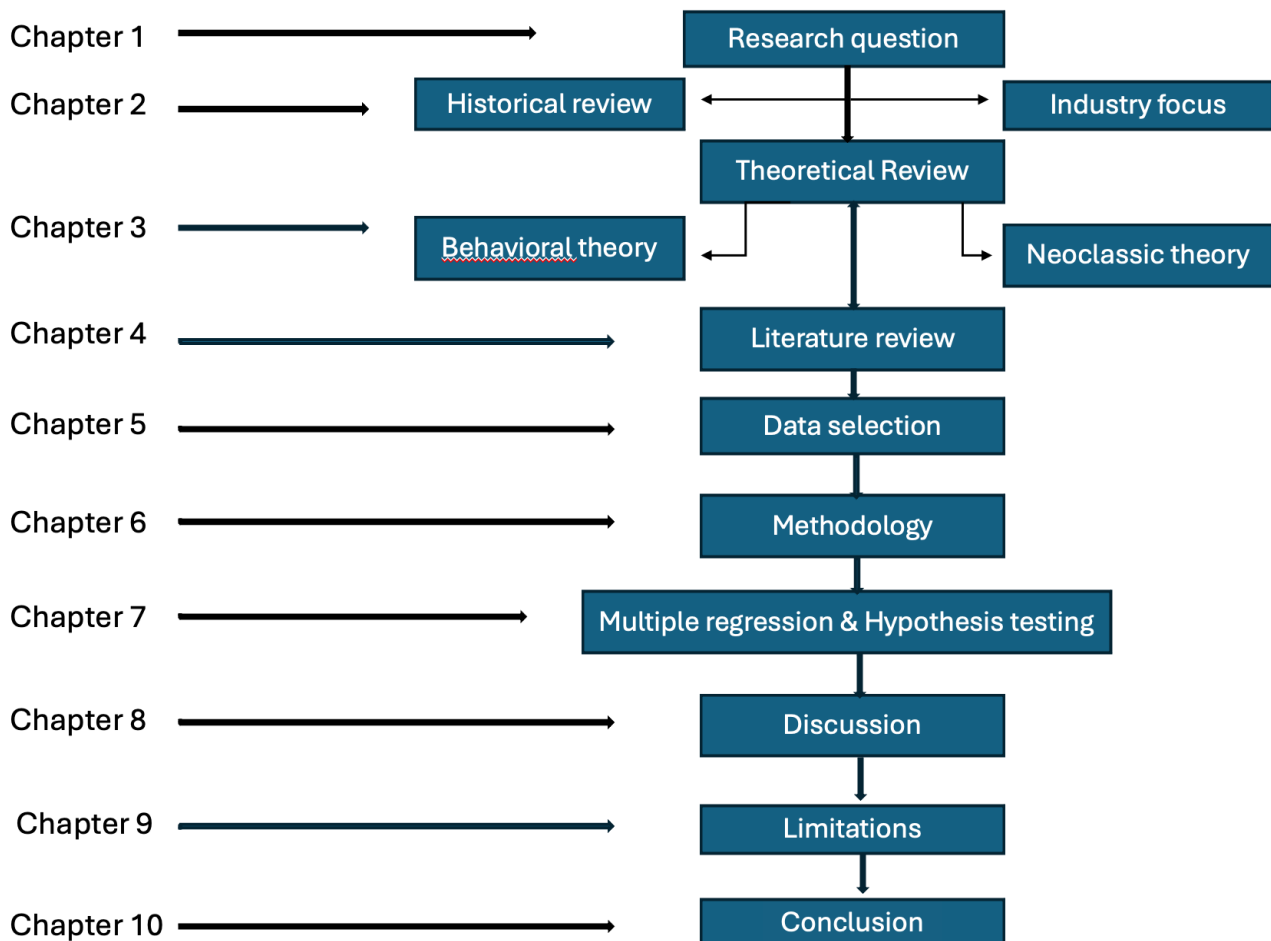 Chapter 1
Research question
Chapter 2
Historical review
Industry focus
Theoretical Review
Chapter 3
Behavioral theory
Neoclassic theory
Chapter 4
Literature review
Chapter 5
Data selection
Chapter 6
Methodology
Chapter 7
Multiple regression & Hypothesis testing
Chapter 8
Discussion
Chapter 9
Limitations
Chapter 10
Conclusion